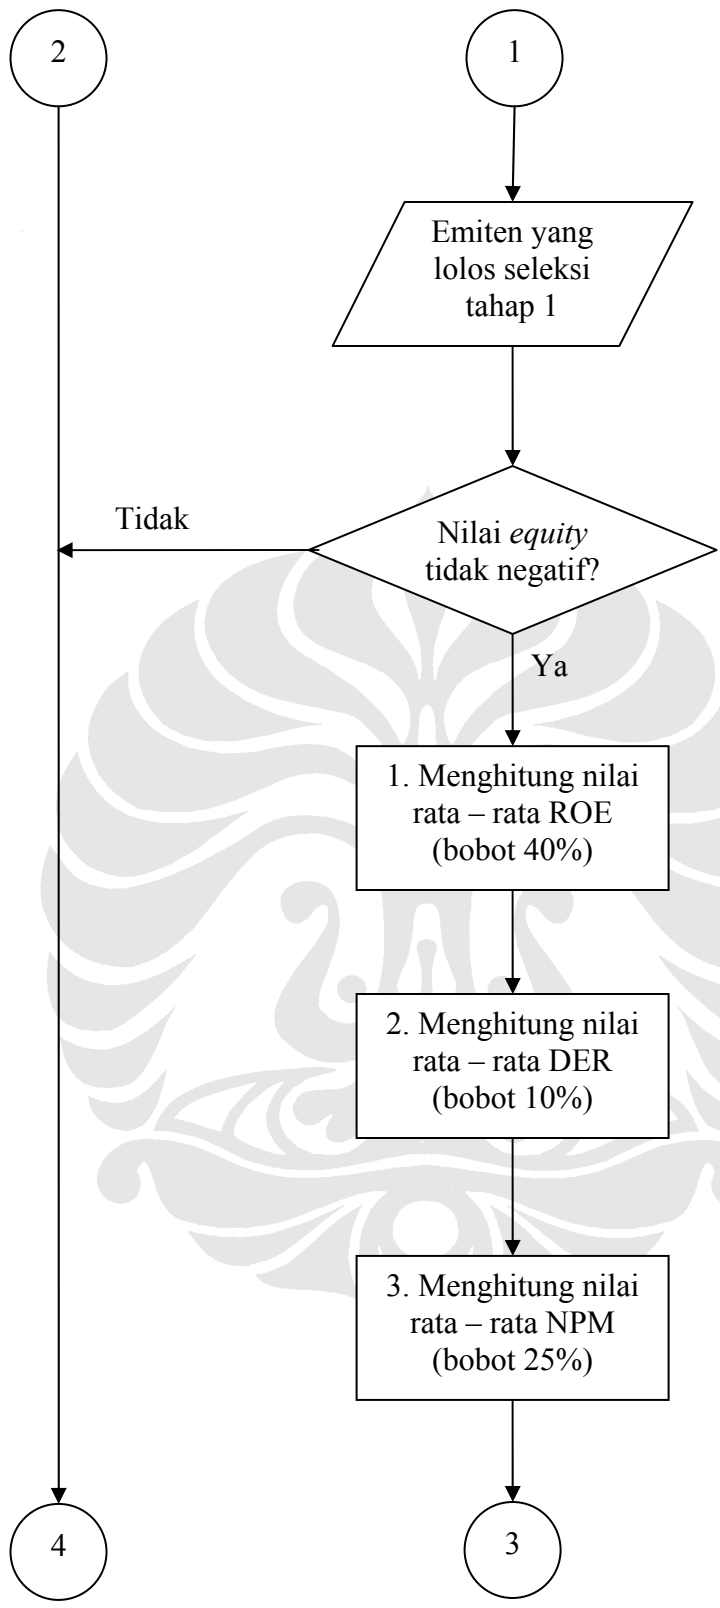 2
1
Emiten yang
lolos seleksi
tahap 1
Tidak
Nilai equity
tidak negatif?
Ya
1. Menghitung nilai
rata – rata ROE
(bobot 40%)
2. Menghitung nilai
rata – rata DER
(bobot 10%)
3. Menghitung nilai
rata – rata NPM
(bobot 25%)
4
3